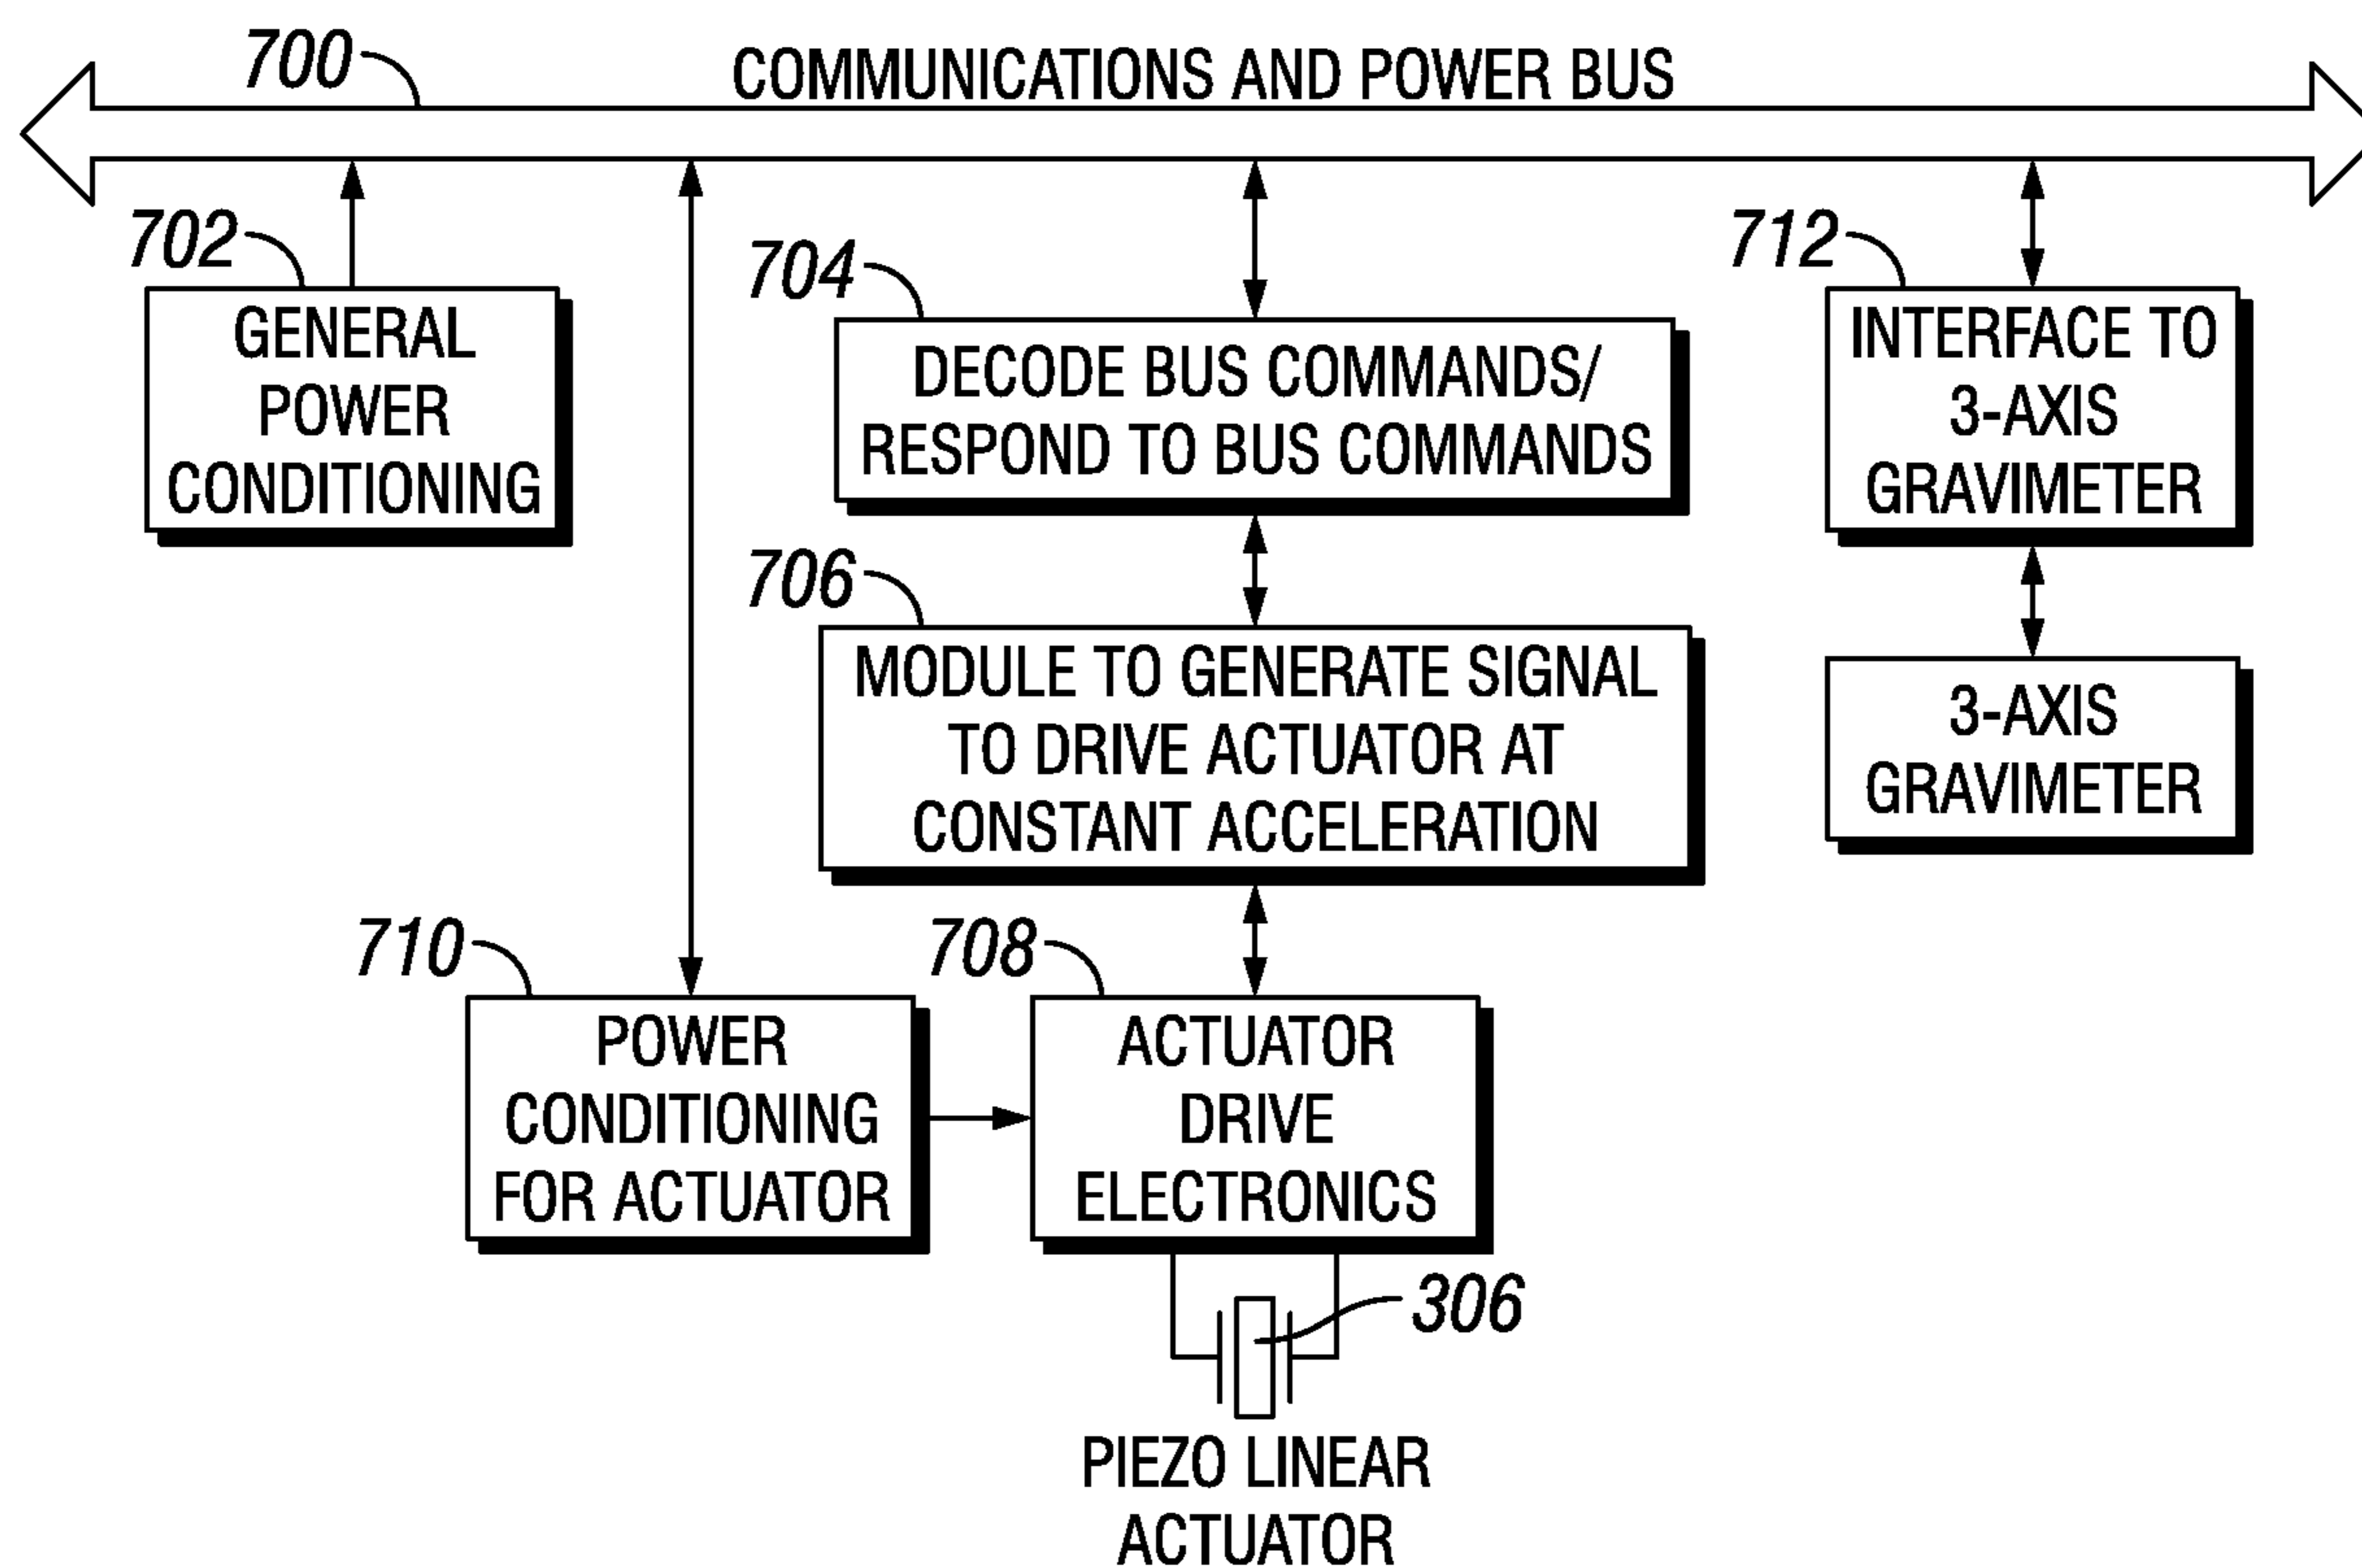 700
COMMUNICATIONS AND POWER BUS
702
GENERAL
POWER
CONDITIONING
704
DECODE BUS COMMANDS/
RESPOND TO BUS COMMANDS
712
INTERFACE TO
3-AXIS
GRAVIMETER
706
MODULE TO GENERATE SIGNAL
TO DRIVE ACTUATOR AT
CONSTANT ACCELERATION
3-AXIS
GRAVIMETER
710
POWER
CONDITIONING
FOR ACTUATOR
708
ACTUATOR
DRIVE
ELECTRONICS
306
PIEZO LINEAR
ACTUATOR